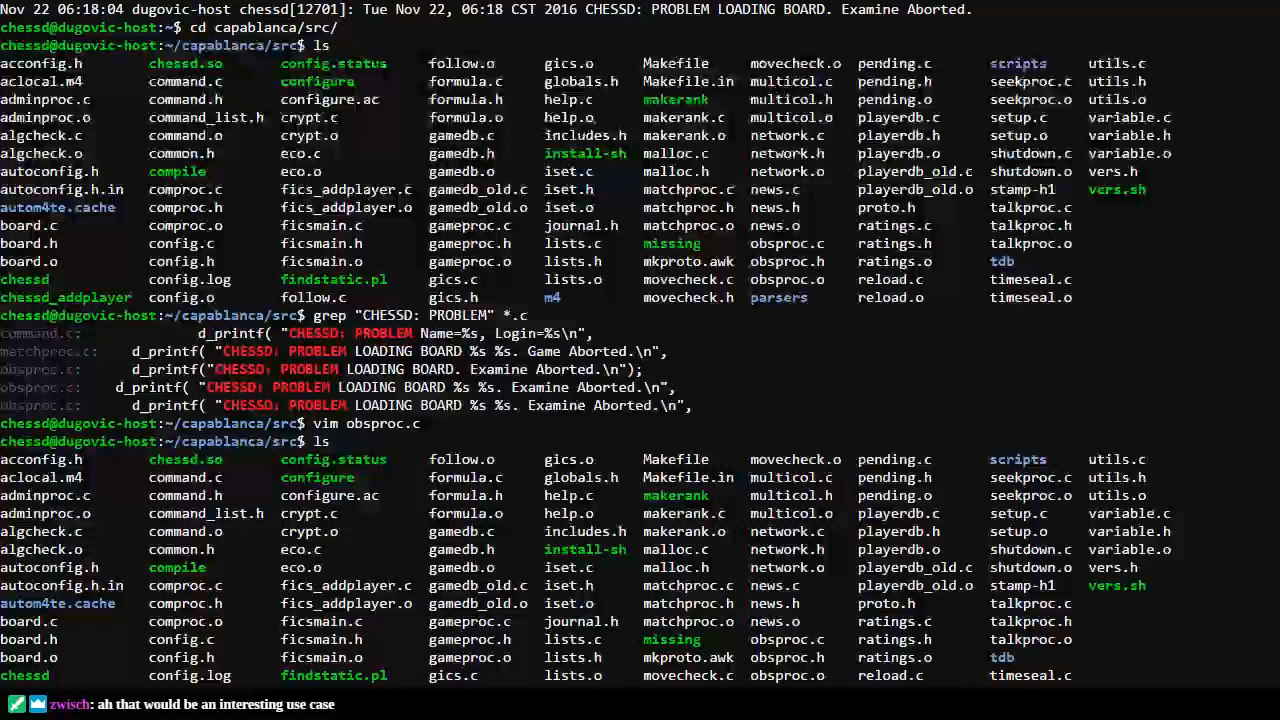 Nov 22 06:18:04 dugovic-host chessd[12701]: Tue Nov 22, 06:18 CST 2016 CHESSD: PROBLEM LOADING BOARD. Examine Aborted.
chessd@dugovic-host:~$ cd capablanca/src/
chessd@dugovic-host:~/capablanca/src$ ls
acconfig.h chessd.so config.status follow.o gics.o Makefile movecheck.o pending.c scripts utils.c
aclocal.m4 command.c configure formula.c globals.h Makefile.in multicol.c pending.h seekproc.c utils.h
adminproc.c command.h configure.ac formula.h help.c makerank multicol.h pending.o seekproc.o utils.o
adminproc.o command_list.h crypt.c formula.o help.o makerank.c multicol.o playerdb.c setup.c variable.c
algcheck.c command.o crypt.o gamedb.c includes.h makerank.o network.c playerdb.h setup.o variable.h
algcheck.o common.h eco.c gamedb.h install-sh malloc.c network.h playerdb.o shutdown.c variable.o
autoconfig.h compile eco.o gamedb.o iset.c malloc.h network.o playerdb_old.c shutdown.o vers.h
autoconfig.h.in comproc.c fics_addplayer.c gamedb_old.c iset.h matchproc.c news.c playerdb_old.o stamp-h1 vers.sh
autom4te.cache comproc.h fics_addplayer.o gamedb_old.o iset.o matchproc.h news.h proto.h talkproc.c
board.c comproc.o ficsmain.c gameproc.c journal.h matchproc.o news.o ratings.c talkproc.h
board.h config.c ficsmain.h gameproc.h lists.c missing obsproc.c ratings.h talkproc.o
board.o config.h ficsmain.o gameproc.o lists.h mkproto.awk obsproc.h ratings.o tdb
chessd config.log findstatic.pl gics.c lists.o movecheck.c obsproc.o reload.c timeseal.c
chessd_addplayer config.o follow.c gics.h m4 movecheck.h parsers reload.o timeseal.o
chessd@dugovic-host:~/capablanca/src$ grep "CHESSD: PROBLEM" *.c
command.c: d_printf( "CHESSD: PROBLEM Name=%s, Login=%s\n",
matchproc.c: d_printf( "CHESSD: PROBLEM LOADING BOARD %s %s. Game Aborted.\n",
obsproc.c: d_printf("CHESSD: PROBLEM LOADING BOARD. Examine Aborted.\n");
obsproc.c: d_printf( "CHESSD: PROBLEM LOADING BOARD %s %s. Examine Aborted.\n",
obsproc.c: d_printf( "CHESSD: PROBLEM LOADING BOARD %s %s. Examine Aborted.\n",
chessd@dugovic-host:~/capablanca/src$ vim obsproc.c
chessd@dugovic-host:~/capablanca/src$ ls
acconfig.h chessd.so config.status follow.o gics.o Makefile movecheck.o pending.c scripts utils.c
aclocal.m4 command.c configure formula.c globals.h Makefile.in multicol.c pending.h seekproc.c utils.h
adminproc.c command.h configure.ac formula.h help.c makerank multicol.h pending.o seekproc.o utils.o
adminproc.o command_list.h crypt.c formula.o help.o makerank.c multicol.o playerdb.c setup.c variable.c
algcheck.c command.o crypt.o gamedb.c includes.h makerank.o network.c playerdb.h setup.o variable.h
algcheck.o common.h eco.c gamedb.h install-sh malloc.c network.h playerdb.o shutdown.c variable.o
autoconfig.h compile eco.o gamedb.o iset.c malloc.h network.o playerdb_old.c shutdown.o vers.h
autoconfig.h.in comproc.c fics_addplayer.c gamedb_old.c iset.h matchproc.c news.c playerdb_old.o stamp-h1 vers.sh
autom4te.cache comproc.h fics_addplayer.o gamedb_old.o iset.o matchproc.h news.h proto.h talkproc.c
board.c comproc.o ficsmain.c gameproc.c journal.h matchproc.o news.o ratings.c talkproc.h
board.h config.c ficsmain.h gameproc.h lists.c missing obsproc.c ratings.h talkproc.o
board.o config.h ficsmain.o gameproc.o lists.h mkproto.awk obsproc.h ratings.o tdb
chessd config.log findstatic.pl gics.c lists.o movecheck.c obsproc.o reload.c timeseal.c
zwisch: ah that would be an interesting use case